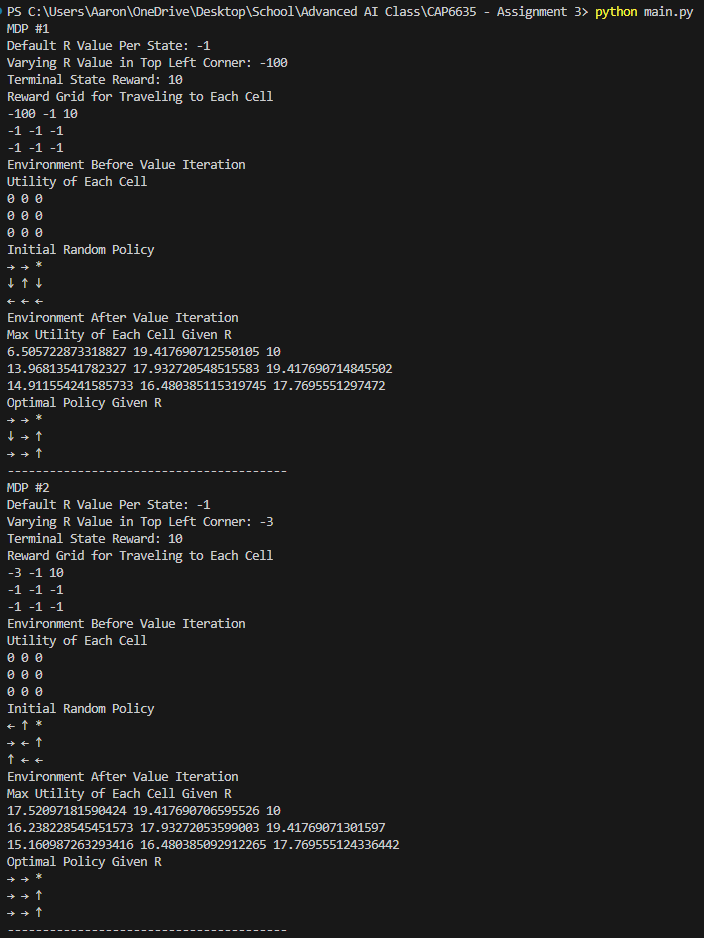 PS C:\Users\Aaron\OneDrive\Desktop\School\Advanced AI Class\CAP6635 - Assignment 3> python main.py
MDP #1
Default R Value Per State: -1
Varying R Value in Top Left Corner: -100
Terminal State Reward: 10
Reward Grid for Traveling to Each Cell
-100 -1 10
-1 -1 -1
-1 -1 -1
Environment Before Value Iteration
Utility of Each Cell
0 0 0
0 0 0
0 0 0
Initial Random Policy
→ → *
↓ ↑ ↓
← ← ←
Environment After Value Iteration
Max Utility of Each Cell Given R
6.505722873318827 19.417690712550105 10
13.96813541782327 17.932720548515583 19.417690714845502
14.911554241585733 16.480385115319745 17.7695551297472
Optimal Policy Given R
→ → *
↓ → ↑
→ → ↑
----------------------------------------
MDP #2
Default R Value Per State: -1
Varying R Value in Top Left Corner: -3
Terminal State Reward: 10
Reward Grid for Traveling to Each Cell
-3 -1 10
-1 -1 -1
-1 -1 -1
Environment Before Value Iteration
Utility of Each Cell
0 0 0
0 0 0
0 0 0
Initial Random Policy
← ↑ *
→ ← ↑
↑ ← ←
Environment After Value Iteration
Max Utility of Each Cell Given R
17.52097181590424 19.417690706595526 10
16.238228545451573 17.93272053599003 19.41769071301597
15.160987263293416 16.480385092912265 17.769555124336442
Optimal Policy Given R
→ → *
→ → ↑
→ → ↑
----------------------------------------